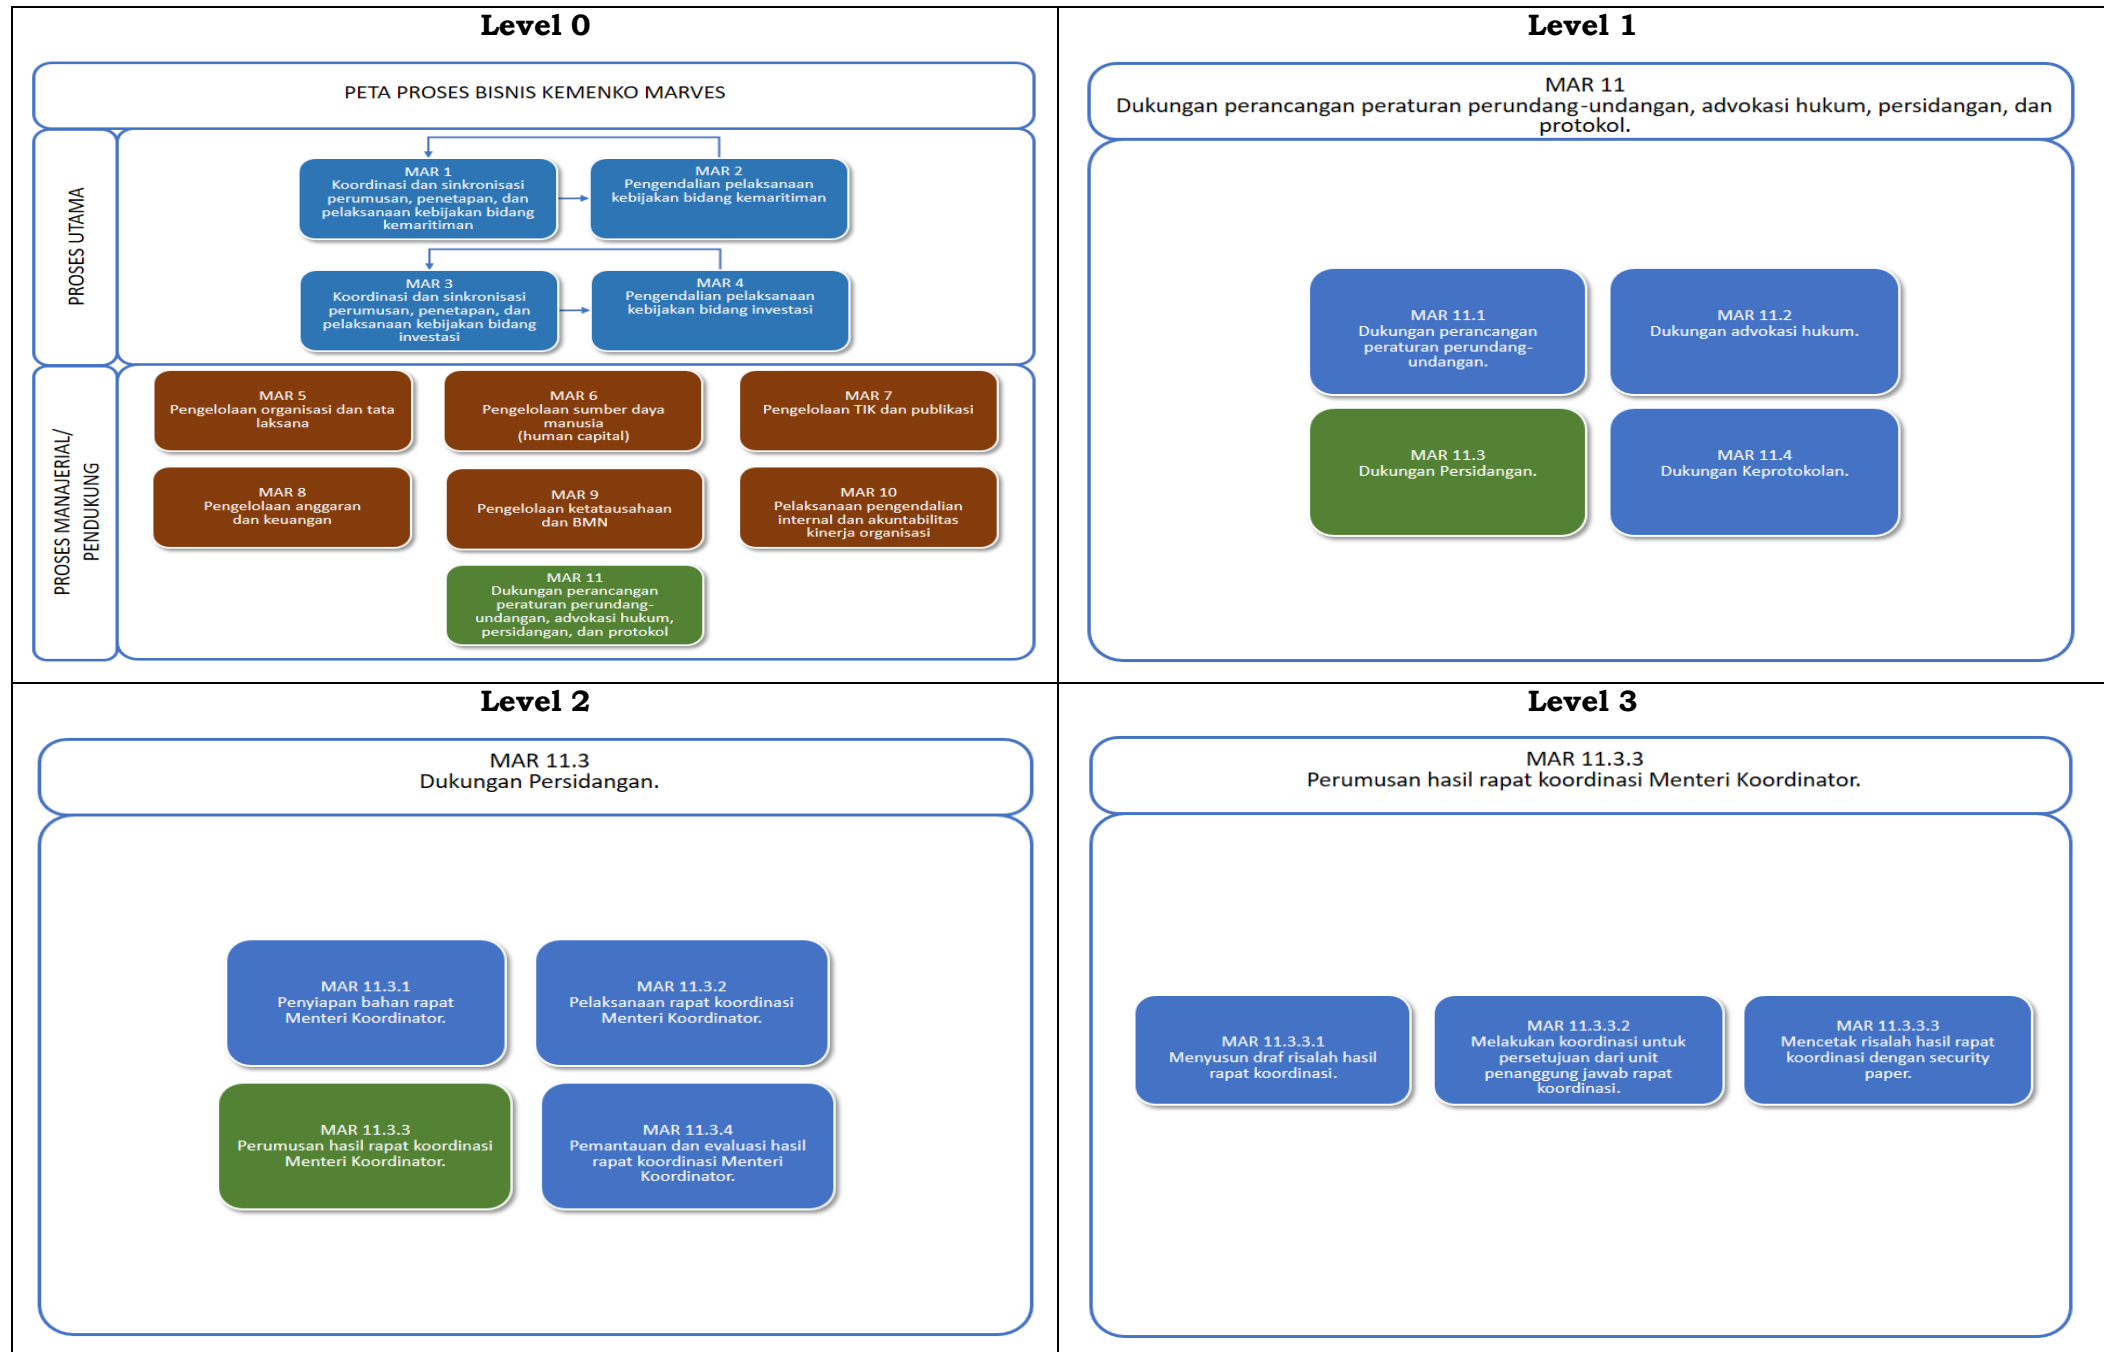 Level 0
PETA PROSES BISNIS KEMENKO MARVES
PROSES UTAMA
MAR 1
Koordinasi dan sinkronisasi
perumusan, penetapan, dan
pelaksanaan kebijakan bidang
kemaritiman
MAR 2
Pengendalian pelaksanaan
kebijakan bidang kemaritiman
MAR 3
Koordinasi dan sinkronisasi
perumusan, penetapan, dan
pelaksanaan kebijakan bidang
investasi
MAR 4
Pengendalian pelaksanaan
kebijakan bidang investasi
PROSES MANAJERIAL/
PENDUKUNG
MAR 5
Pengelolaan organisasi dan tata
laksana
MAR 6
Pengelolaan sumber daya
manusia
(human capital)
MAR 7
Pengelolaan TIK dan publikasi
MAR 8
Pengelolaan anggaran
dan keuangan
MAR 9
Pengelolaan ketatausahaan
dan BMN
MAR 10
Pelaksanaan pengendalian
internal dan akuntabilitas
kinerja organisasi
MAR 11
Dukungan perancangan
peraturan perundang-
undangan, advokasi hukum,
persidangan, dan protokol
Level 1
MAR 11
Dukungan perancangan peraturan perundang-undangan, advokasi hukum, persidangan, dan
protokol.
MAR 11.1
Dukungan perancangan
peraturan perundang-
undangan.
MAR 11.2
Dukungan advokasi hukum.
MAR 11.3
Dukungan Persidangan.
MAR 11.4
Dukungan Keprotokolan.
Level 2
MAR 11.3
Dukungan Persidangan.
MAR 11.3.1
Penyiapan bahan rapat
Menteri Koordinator.
MAR 11.3.2
Pelaksanaan rapat koordinasi
Menteri Koordinator.
MAR 11.3.3
Perumusan hasil rapat koordinasi
Menteri Koordinator.
MAR 11.3.4
Pemantauan dan evaluasi hasil
rapat koordinasi Menteri
Koordinator.
Level 3
MAR 11.3.3
Perumusan hasil rapat koordinasi Menteri Koordinator.
MAR 11.3.3.1
Menyusun draf risalah hasil
rapat koordinasi.
MAR 11.3.3.2
Melakukan koordinasi untuk
persetujuan dari unit
penanggung jawab rapat
koordinasi.
MAR 11.3.3.3
Mencetak risalah hasil rapat
koordinasi dengan security
paper.